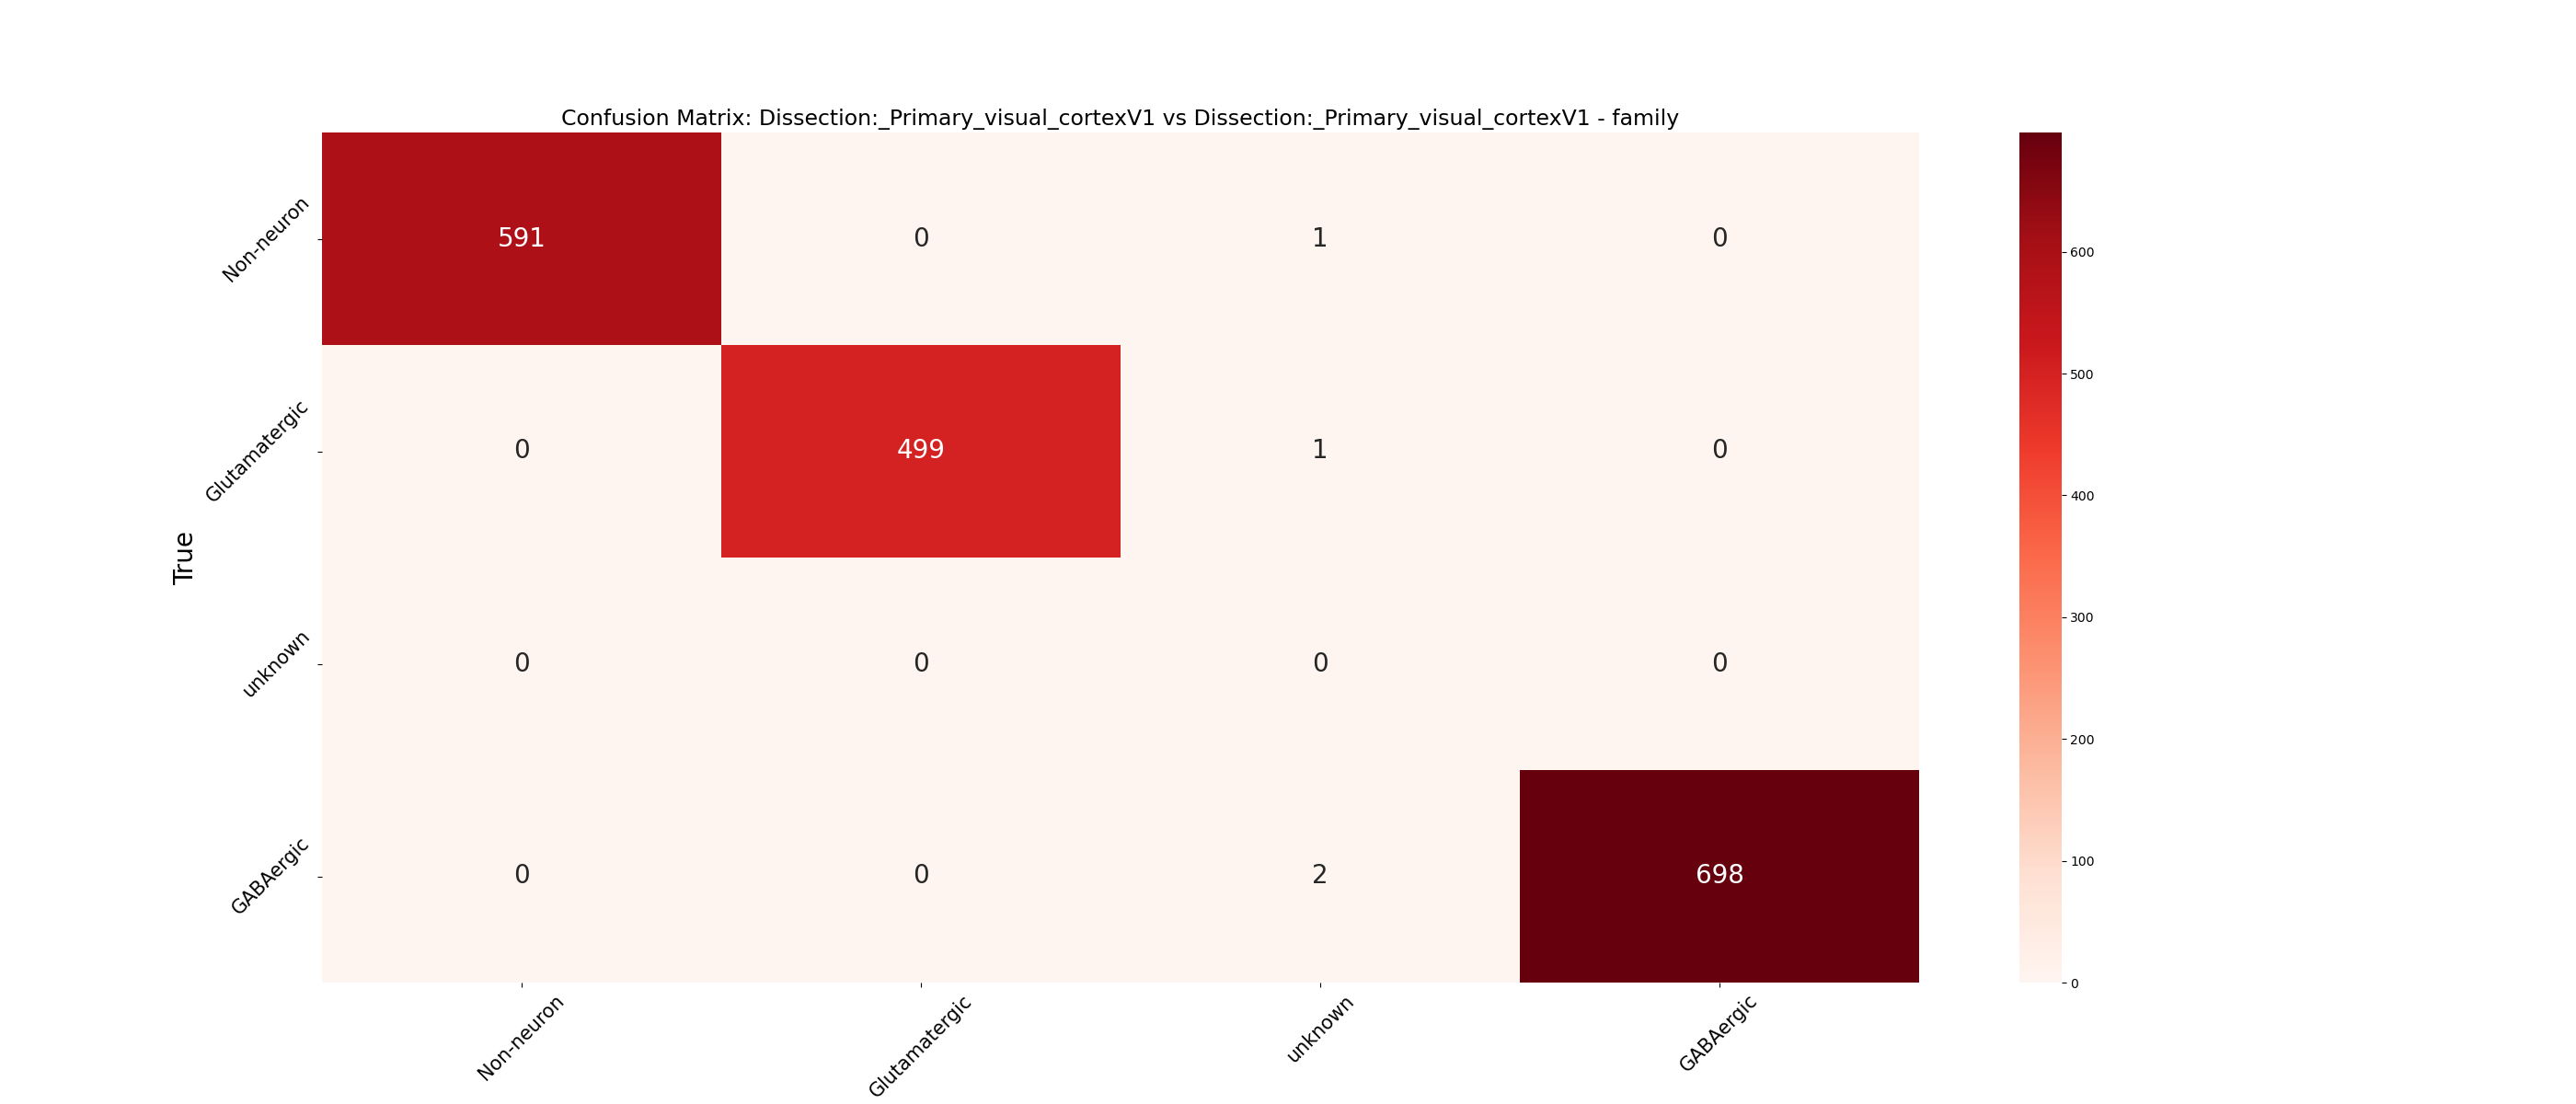 Confusion Matrix: Dissection:_Primary_visual_cortexV1 vs Dissection:_Primary_visual_cortexV1 - family
True
Non-neuron 591 0 1 0
Glutamatergic 0 499 1 0
unknown 0 0 0 0
GABAergic 0 0 2 698
Non-neuron Glutamatergic unknown GABAergic
600
500
400
300
200
100
0